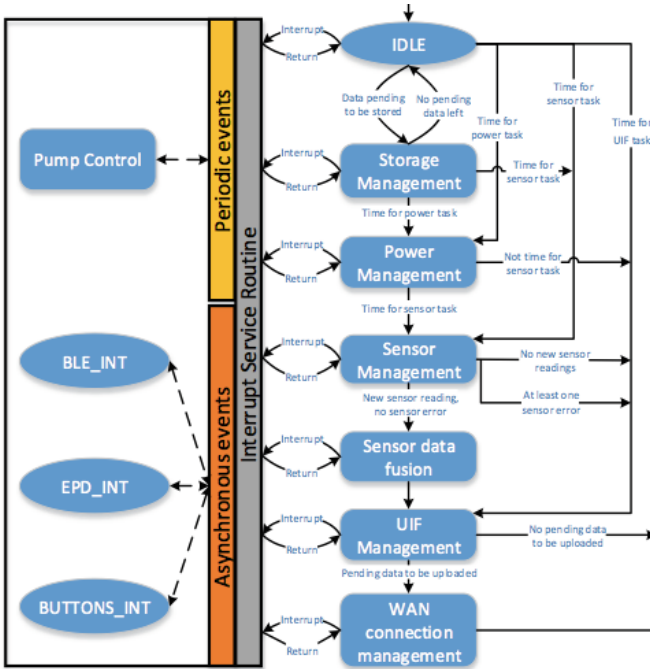 Interrupt
IDLE
Return
Data pending
to be stored
No pending
data left
Time for
power task
Time for
sensor task
Time for
UIF task
Pump Control
Periodic events
Interrupt Service Routine
Interrupt
Return
Storage
Management
Time for
sensor task
Time for power task
Interrupt
Return
Power
Management
Not time for
sensor task
Time for sensor task
BLE_INT
Asynchronous events
Interrupt
Return
Sensor
Management
No new sensor
readings
At least one
sensor error
New sensor reading,
no sensor error
EPD_INT
Interrupt
Return
Sensor data
fusion
Interrupt
Return
UIF
Management
No pending data
to be uploaded
Pending data to be uploaded
BUTTONS_INT
Interrupt
Return
WAN
connection
management